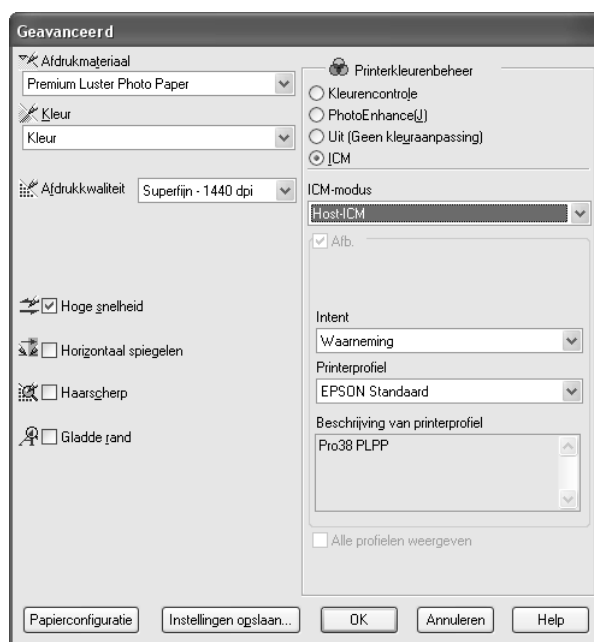 Geavanceerd
Afdrukmateriaal
Premium Luster Photo Paper
Kleur
Kleur
Afdrukkwaliteit
Superfijn - 1440 dpi
Hoge snelheid
Horizontaal spiegelen
Haarscherp
Gladde rand
Printerkleurenbeheer
Kleurencontrole
PhotoEnhance(J)
Uit (Geen kleuraanpassing)
ICM
ICM-modus
Host-ICM
Afb.
Intent
Waarneming
Printerprofiel
EPSON Standaard
Beschrijving van printerprofiel
Pro38 PLPP
Alle profielen weergeven
Papierconfiguratie
Instellingen opslaan...
OK
Annuleren
Help